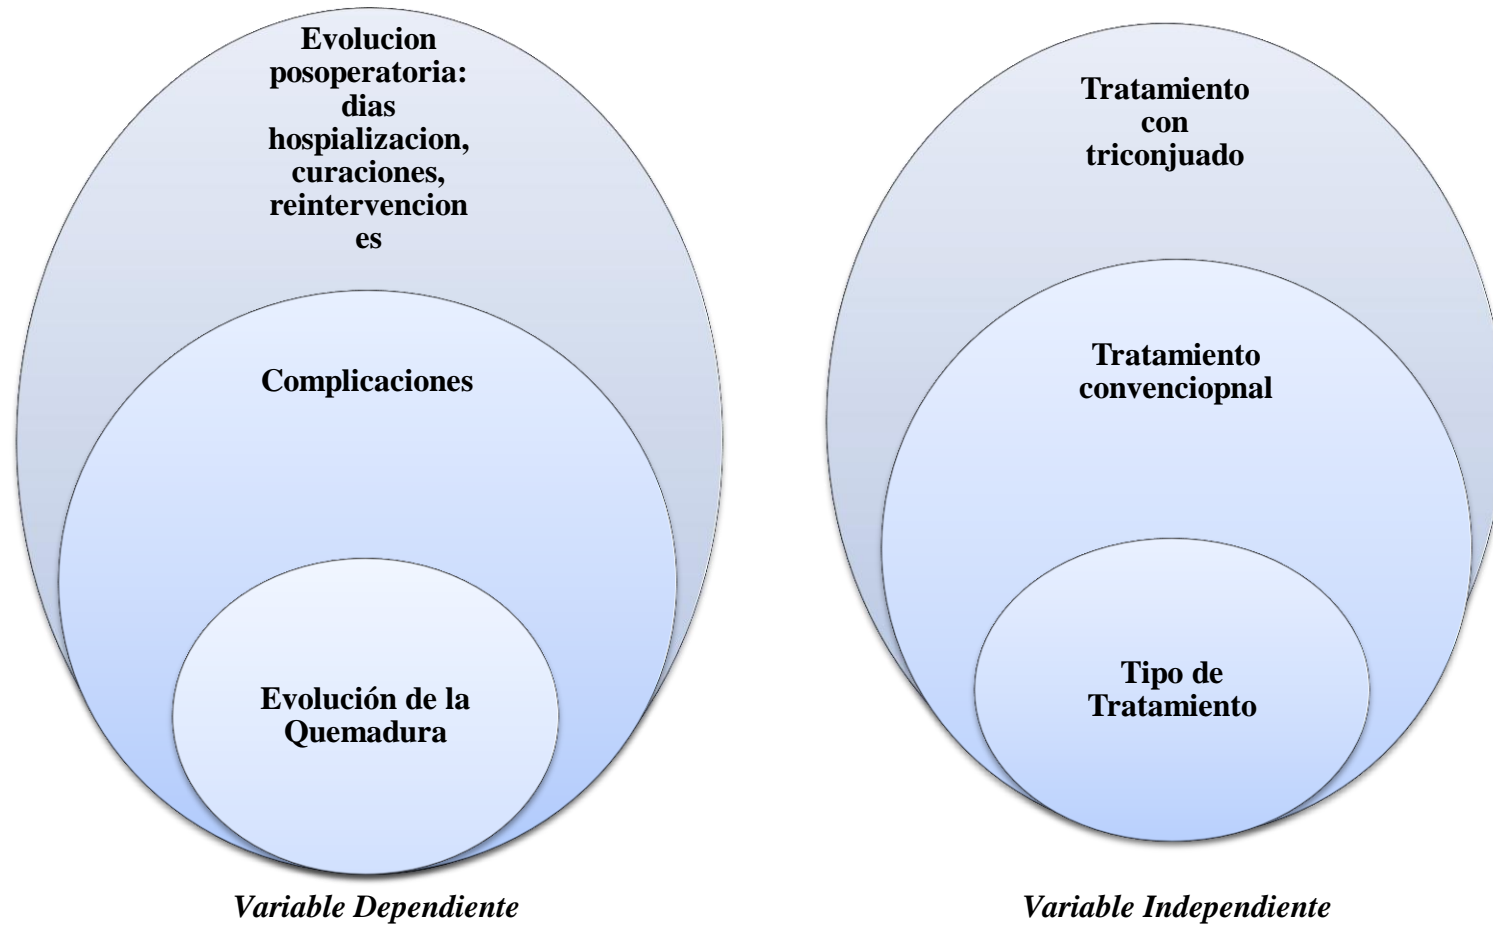 Evolucion
posoperatoria:
dias
hospializacion,
curaciones,
reintervencion
es
Complicaciones
Evolución de la
Quemadura
Variable Dependiente
Tratamiento
con
triconjuado
Tratamiento
convenciopnal
Tipo de
Tratamiento
Variable Independiente